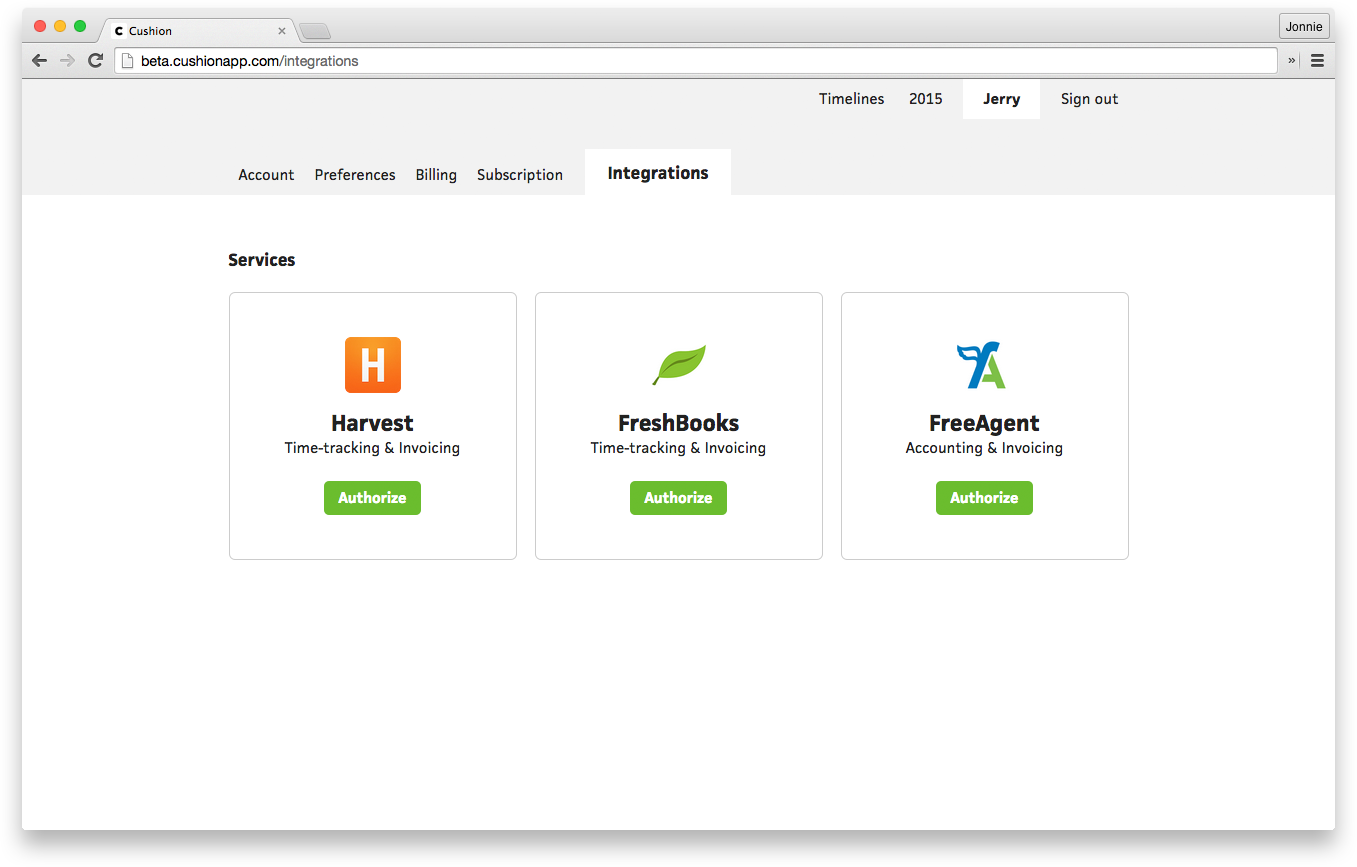 C Cushion
Jonnie
beta.cushionapp.com/integrations
»
Timelines 2015 Jerry Sign out
Account Preferences Billing Subscription Integrations
Services
H
Harvest
Time-tracking & Invoicing
Authorize
FreshBooks
Time-tracking & Invoicing
Authorize
FreeAgent
Accounting & Invoicing
Authorize